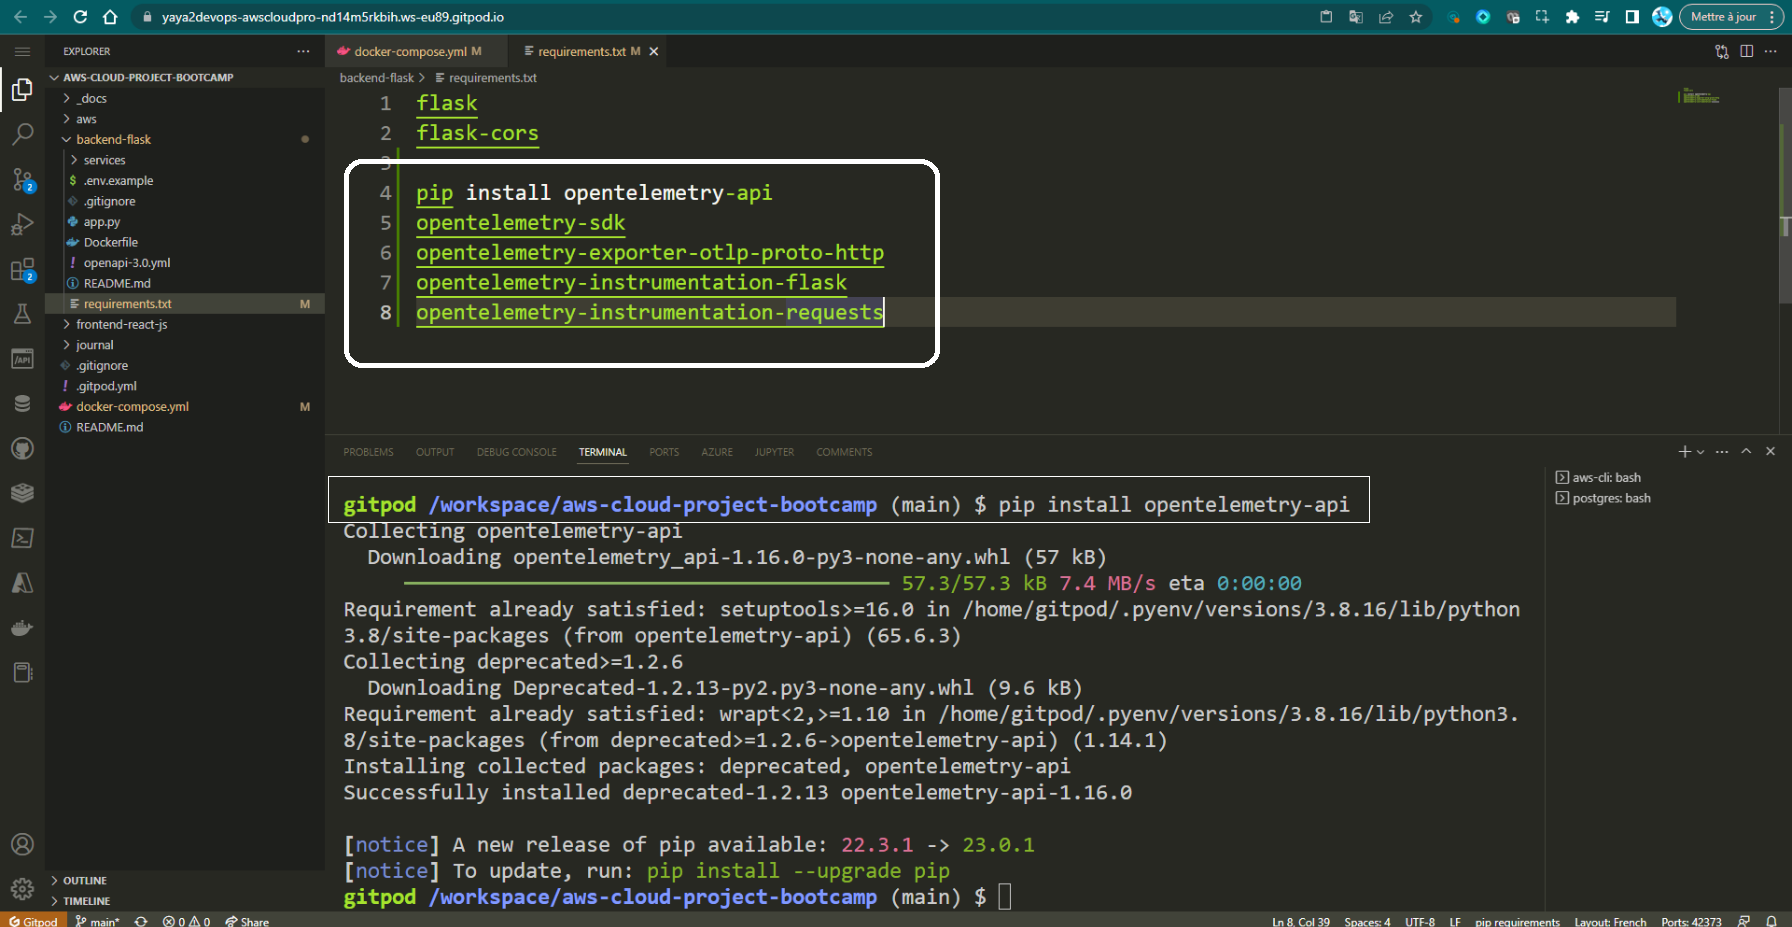 yaya2devops-awscloudpro-nd14m5rkbih.ws-eu89.gitpod.io
Mettre à jour
EXPLORER
docker-compose.yml M
requirements.txt M
AWS-CLOUD-PROJECT-BOOTCAMP
backend-flask > requirements.txt
_docs
aws
backend-flask
services
.env.example
.gitignore
app.py
Dockerfile
openapi-3.0.yml
README.md
requirements.txt M
frontend-react-js
journal
.gitignore
.gitpod.yml
docker-compose.yml M
README.md
1 flask
2 flask-cors
3
4 pip install opentelemetry-api
5 opentelemetry-sdk
6 opentelemetry-exporter-otlp-proto-http
7 opentelemetry-instrumentation-flask
8 opentelemetry-instrumentation-requests
PROBLEMS OUTPUT DEBUG CONSOLE TERMINAL PORTS AZURE JUPYTER COMMENTS
aws-cli: bash
postgres: bash
gitpod /workspace/aws-cloud-project-bootcamp (main) $ pip install opentelemetry-api
Collecting opentelemetry-api
Downloading opentelemetry_api-1.16.0-py3-none-any.whl (57 kB)
57.3/57.3 kB 7.4 MB/s eta 0:00:00
Requirement already satisfied: setuptools>=16.0 in /home/gitpod/.pyenv/versions/3.8.16/lib/python
3.8/site-packages (from opentelemetry-api) (65.6.3)
Collecting deprecated>=1.2.6
Downloading Deprecated-1.2.13-py2.py3-none-any.whl (9.6 kB)
Requirement already satisfied: wrapt<2,>=1.10 in /home/gitpod/.pyenv/versions/3.8.16/lib/python3.
8/site-packages (from deprecated>=1.2.6->opentelemetry-api) (1.14.1)
Installing collected packages: deprecated, opentelemetry-api
Successfully installed deprecated-1.2.13 opentelemetry-api-1.16.0
[notice] A new release of pip available: 22.3.1 -> 23.0.1
[notice] To update, run: pip install --upgrade pip
gitpod /workspace/aws-cloud-project-bootcamp (main) $
OUTLINE
TIMELINE
2
2
/API
Gitpod main* 0 0 Share
Ln 8, Col 39 Spaces: 4 UTF-8 LF pip requirements Layout: French Ports: 42373